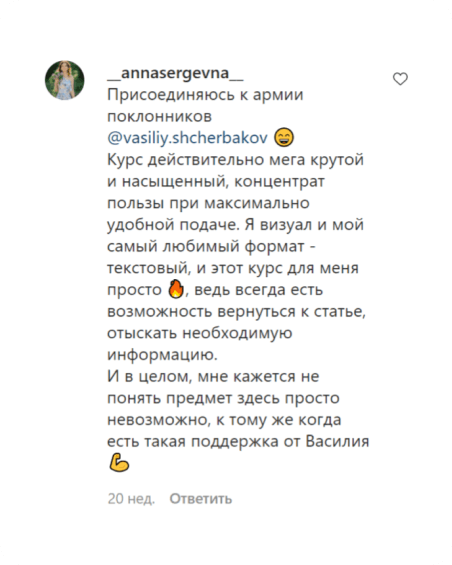 __annasergevna__
Присоединяюсь к армии
поклонников
@vasiliy.shcherbakov 😄
Курс действительно мега крутой
и насыщенный, концентрат
пользы при максимально
удобной подаче. Я визуал и мой
самый любимый формат -
текстовый, и этот курс для меня
просто 🔥, ведь всегда есть
возможность вернуться к статье,
отыскать необходимую
информацию.
И в целом, мне кажется не
понять предмет здесь просто
невозможно, к тому же когда
есть такая поддержка от Василия
💪
20 нед. Ответить